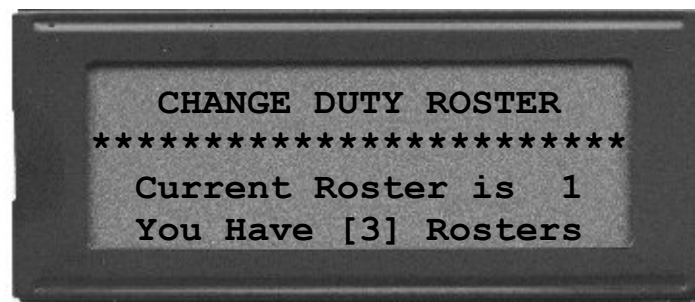 CHANGE DUTY ROSTER
************************
Current Roster is 1
You Have [3] Rosters